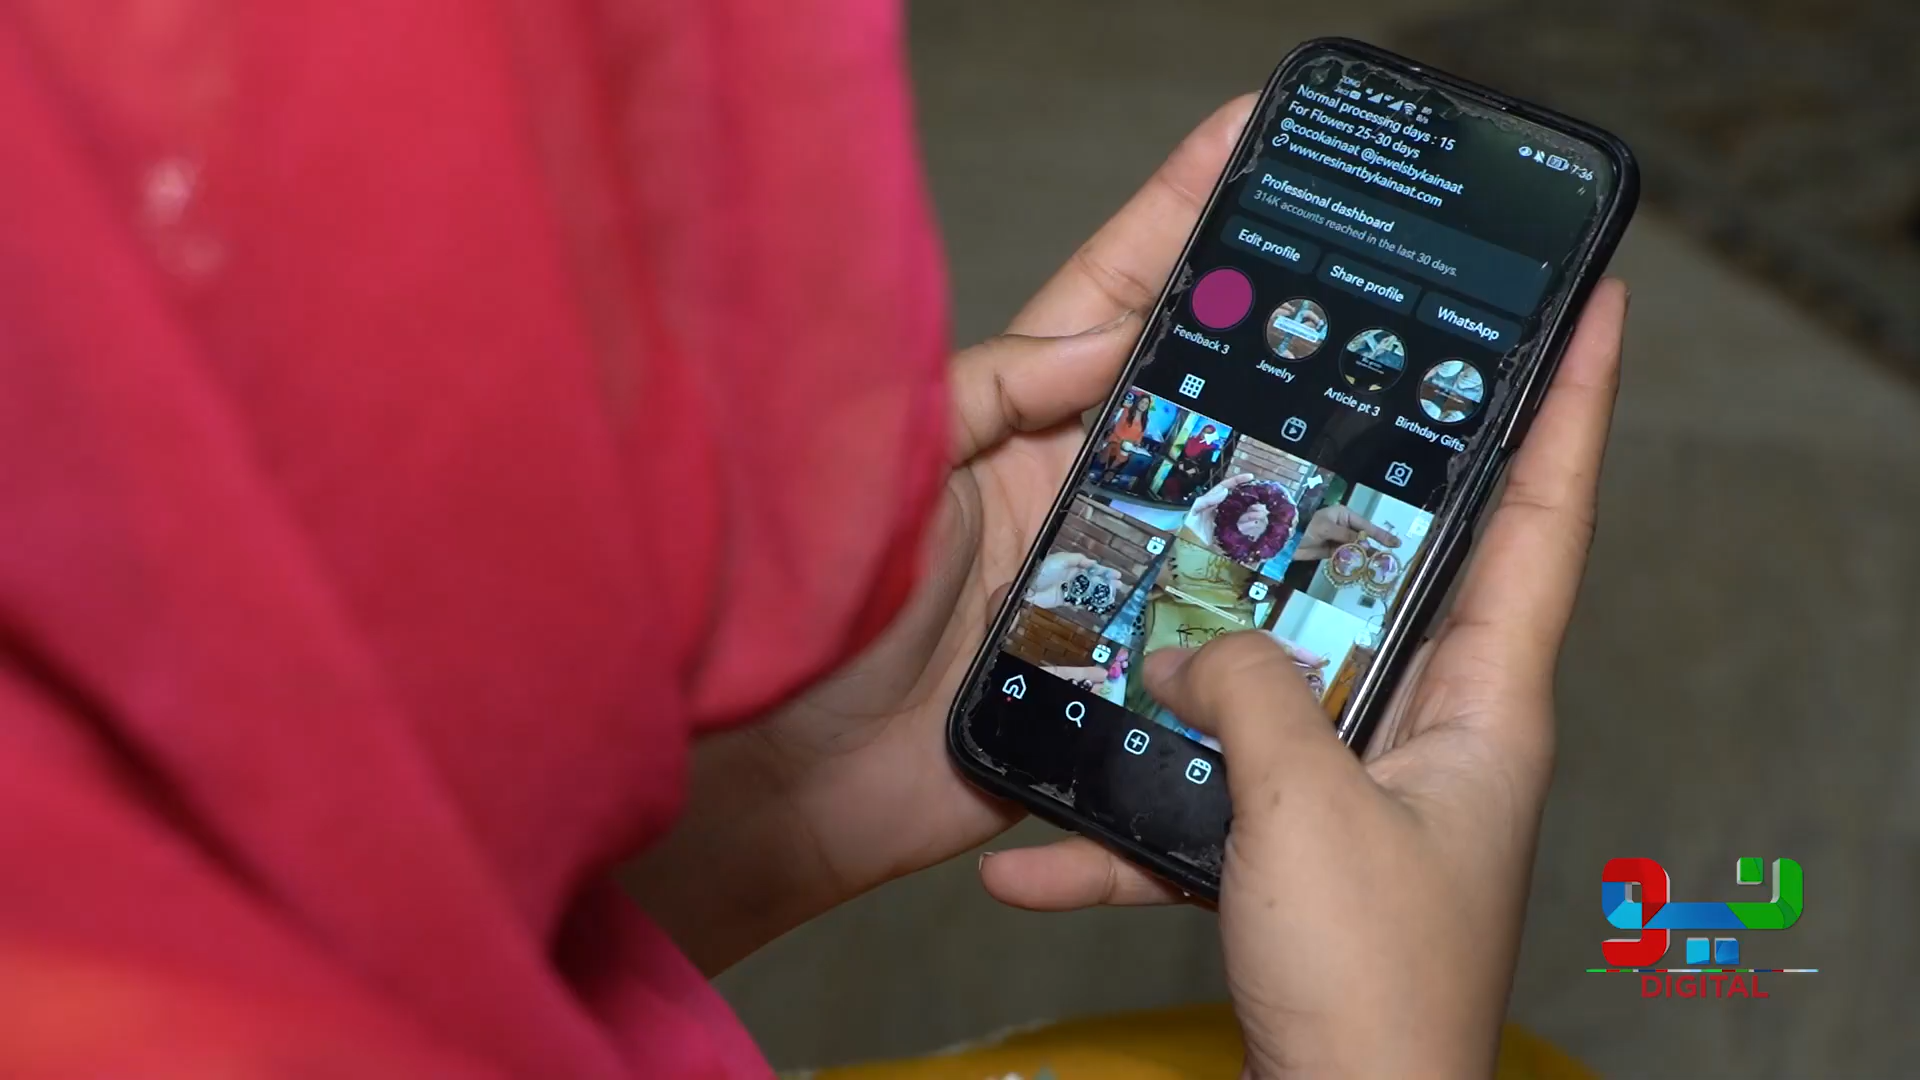 Normal processing days : 15
For Flowers 25-30 days
@cocokainaat @jewelsbykainaat
www.resinartbykainaat.com
7:36
Professional dashboard
314K accounts reached in the last 30 days.
Edit profile
Share profile
WhatsApp
Feedback 3
Jewelry
Article pt 3
Birthday Gifts
نیو
DIGITAL